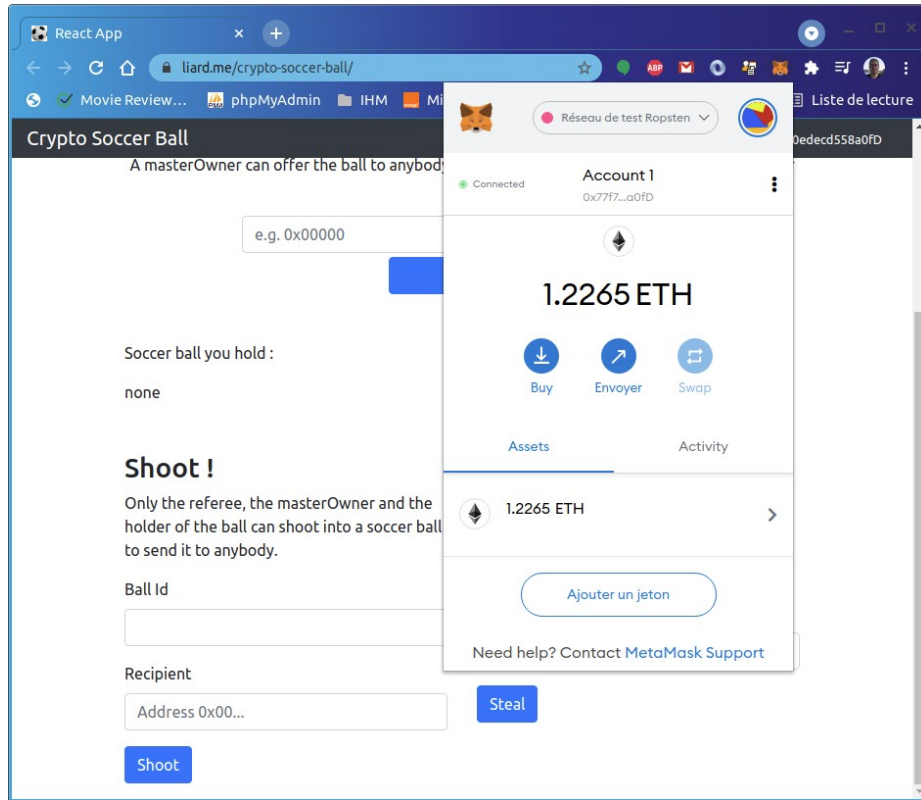 React App
liard.me/crypto-soccer-ball/
ABP
Movie Review...
phpMyAdmin
IHM
Mi
Liste de lecture
Crypto Soccer Ball
0edecd558a0fD
A masterOwner can offer the ball to anybody
e.g. 0x00000
Soccer ball you hold :
none
Shoot !
Only the referee, the masterOwner and the
holder of the ball can shoot into a soccer ball
to send it to anybody.
Ball Id
Recipient
Address 0x00...
Shoot
Steal
Réseau de test Ropsten
Connected
Account 1
0x77f7...a0fD
1.2265 ETH
Buy
Envoyer
Swap
Assets
Activity
1.2265 ETH
Ajouter un jeton
Need help? Contact MetaMask Support